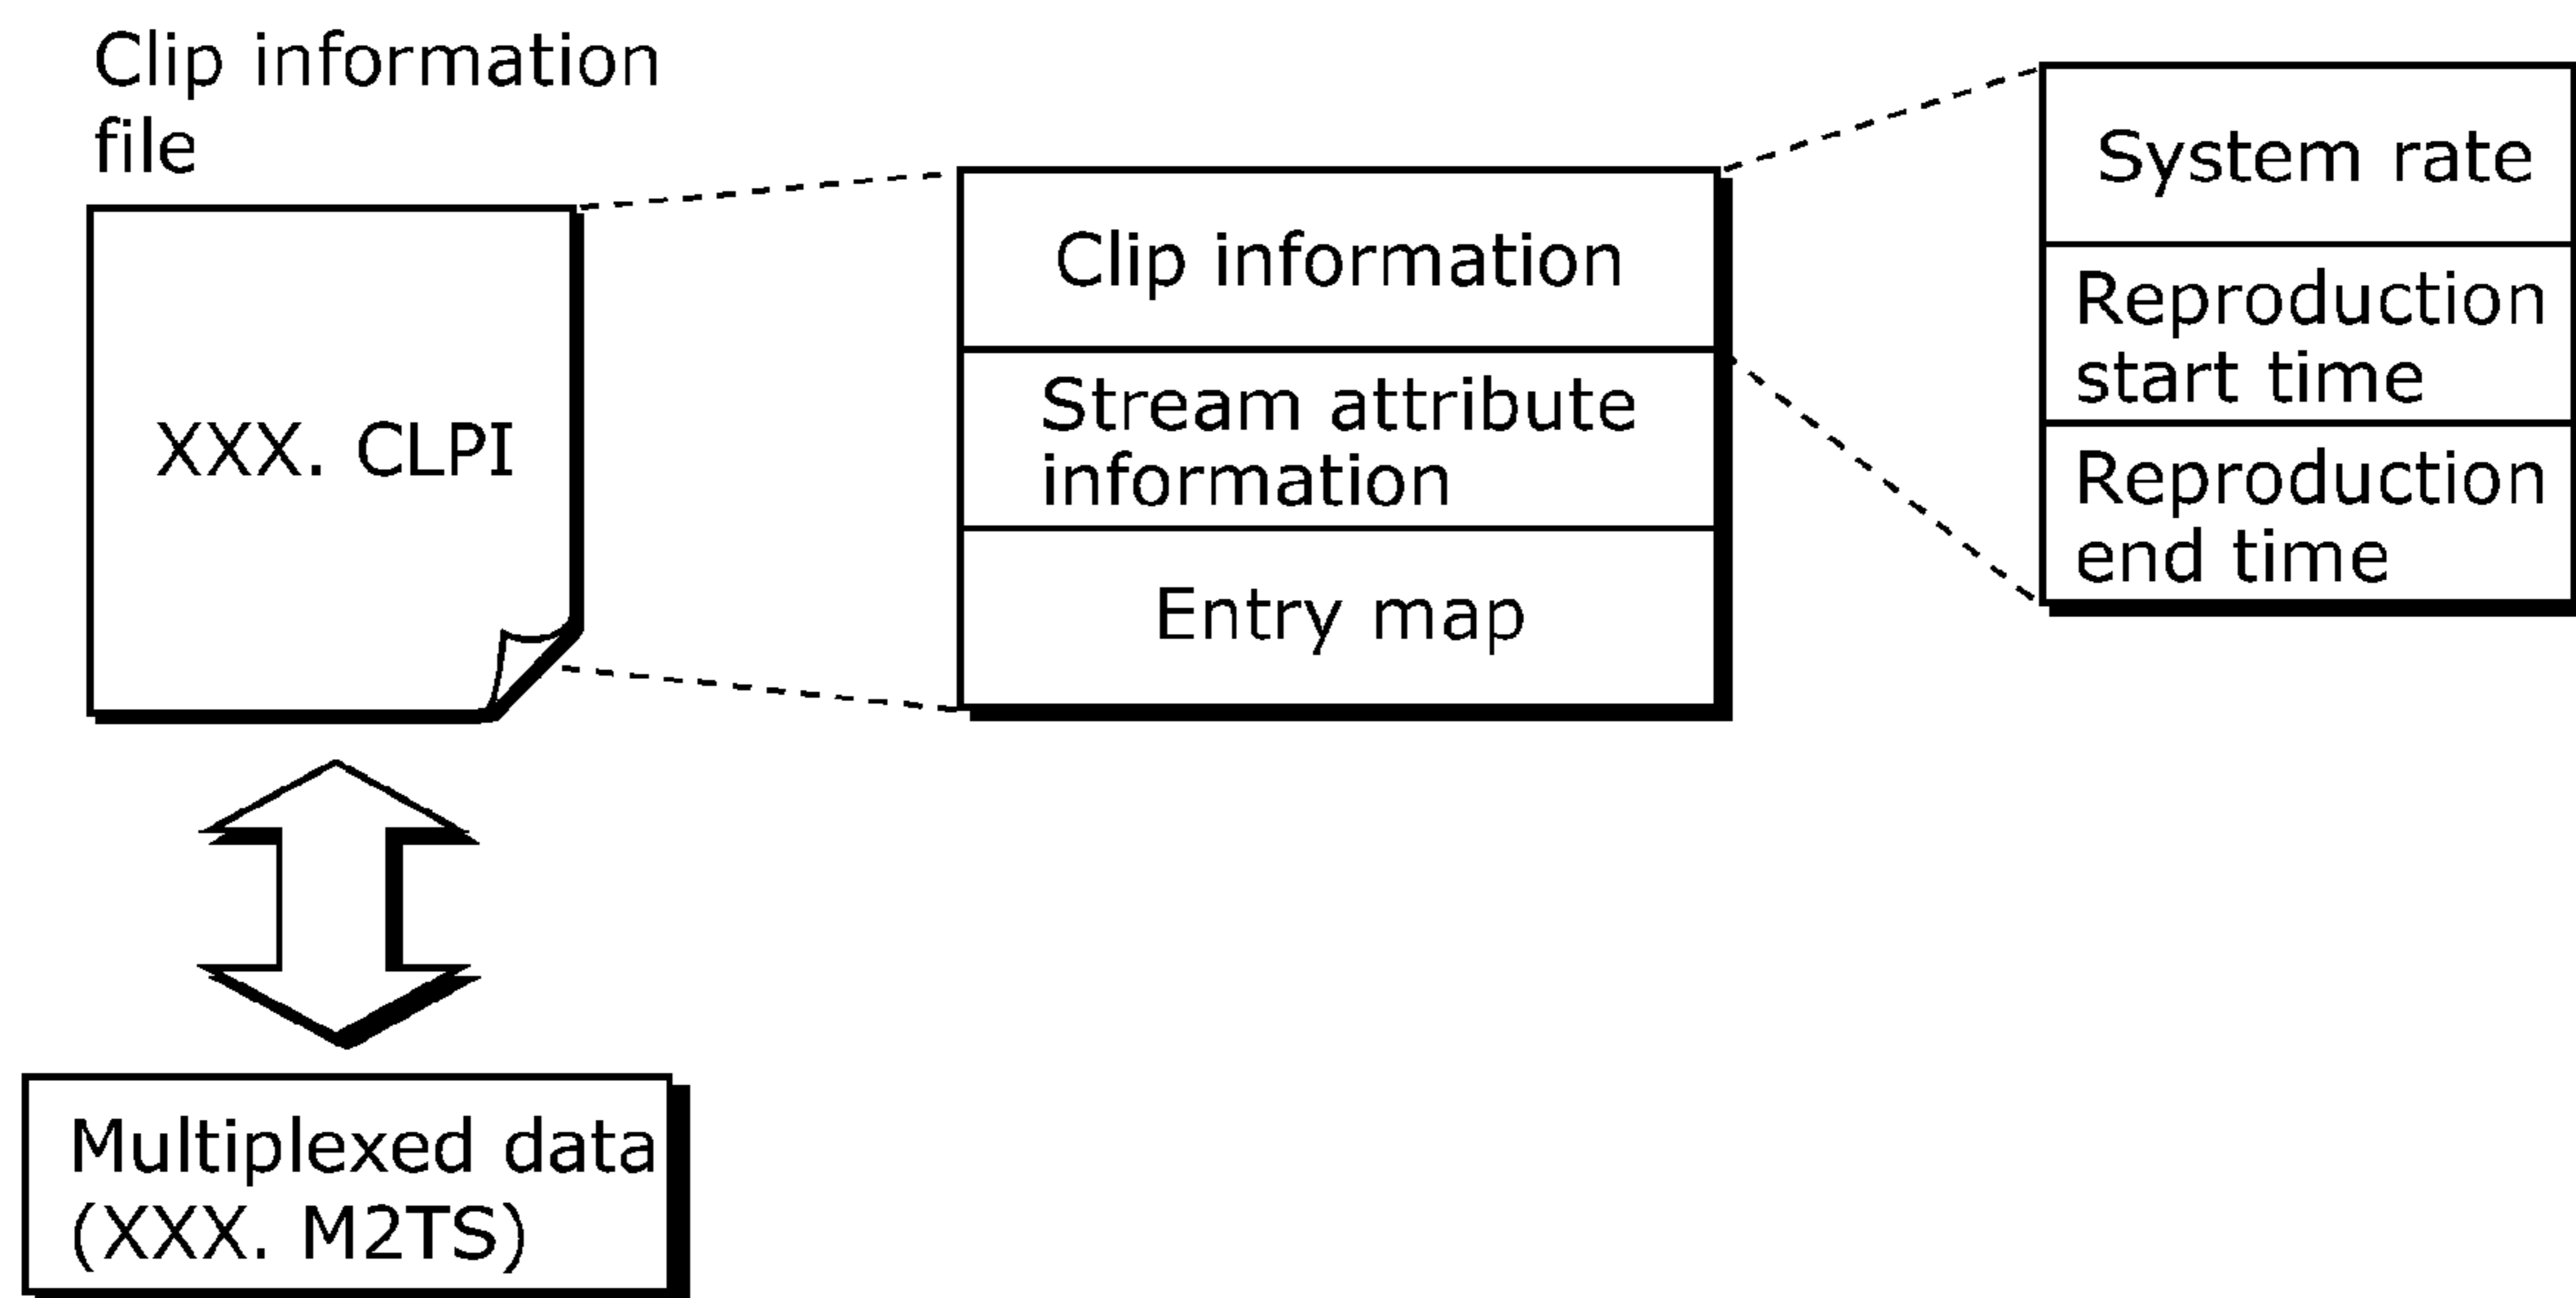 Clip information
file
XXX. CLPI
Clip information
Stream attribute
information
Entry map
System rate
Reproduction
start time
Reproduction
end time
Multiplexed data
(XXX. M2TS)